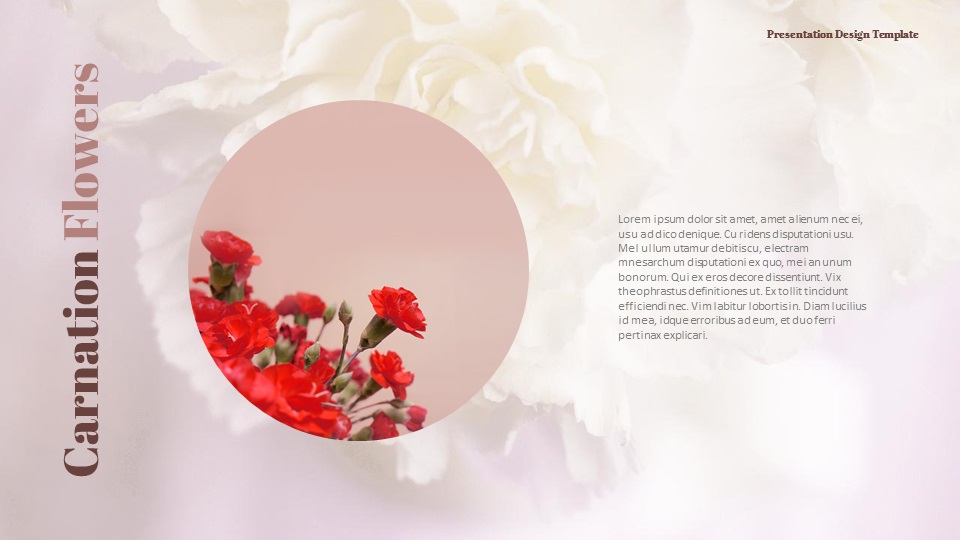 Presentation Design Template
Carnation Flowers
Lorem ipsum dolor sit amet, amet alienum nec ei,
usu ad dico denique. Cu ridens disputationi usu.
Mel ullum utamur debitis cu, electram
mnesarchum disputationi ex quo, mei an unum
bonorum. Qui ex eros decore dissentiunt. Vix
theophrastus definitiones ut. Ex tollit tincidunt
efficiendi nec. Vim labitur lobortis in. Diam lucilius
id mea, idque erroribus ad eum, et duo ferri
pertinax explicari.